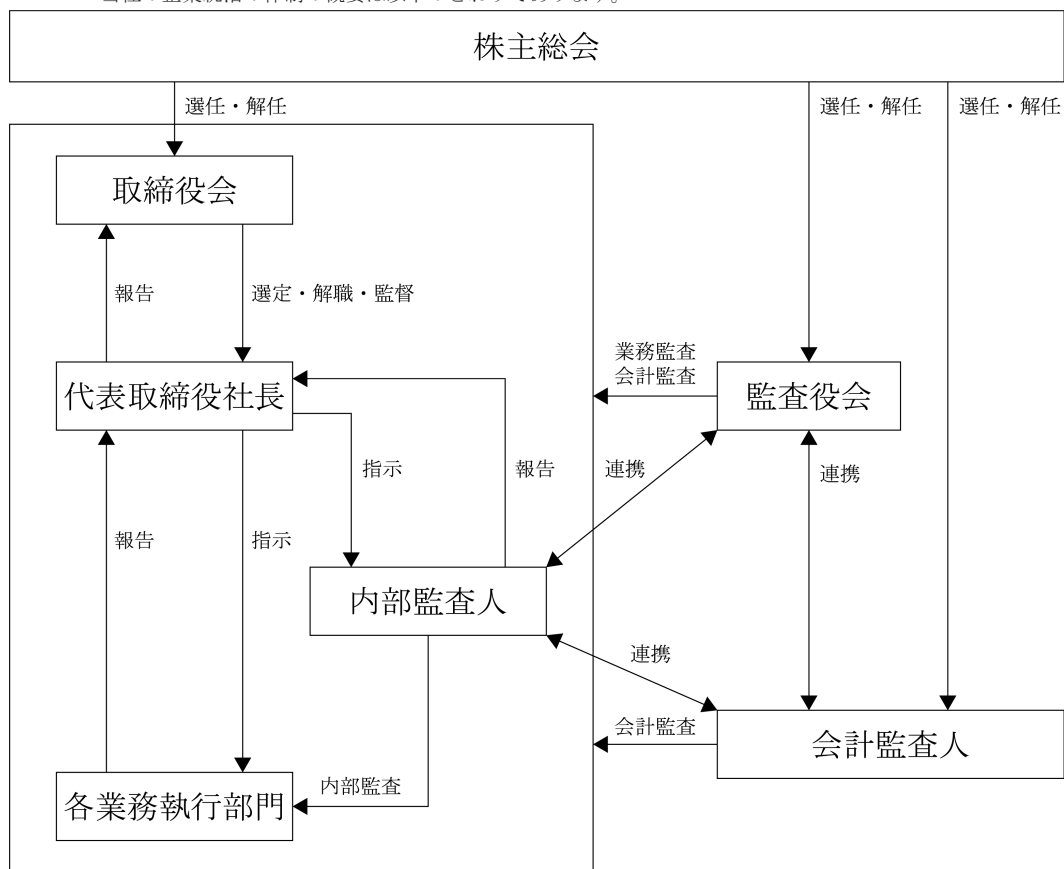 株主総会
選任・解任
選任・解任
選任・解任
取締役会
報告
選定・解職・監督
業務監査
会計監査
代表取締役社長
監査役会
指示
報告
連携
連携
報告
指示
内部監査人
連携
会計監査
会計監査人
内部監査
各業務執行部門